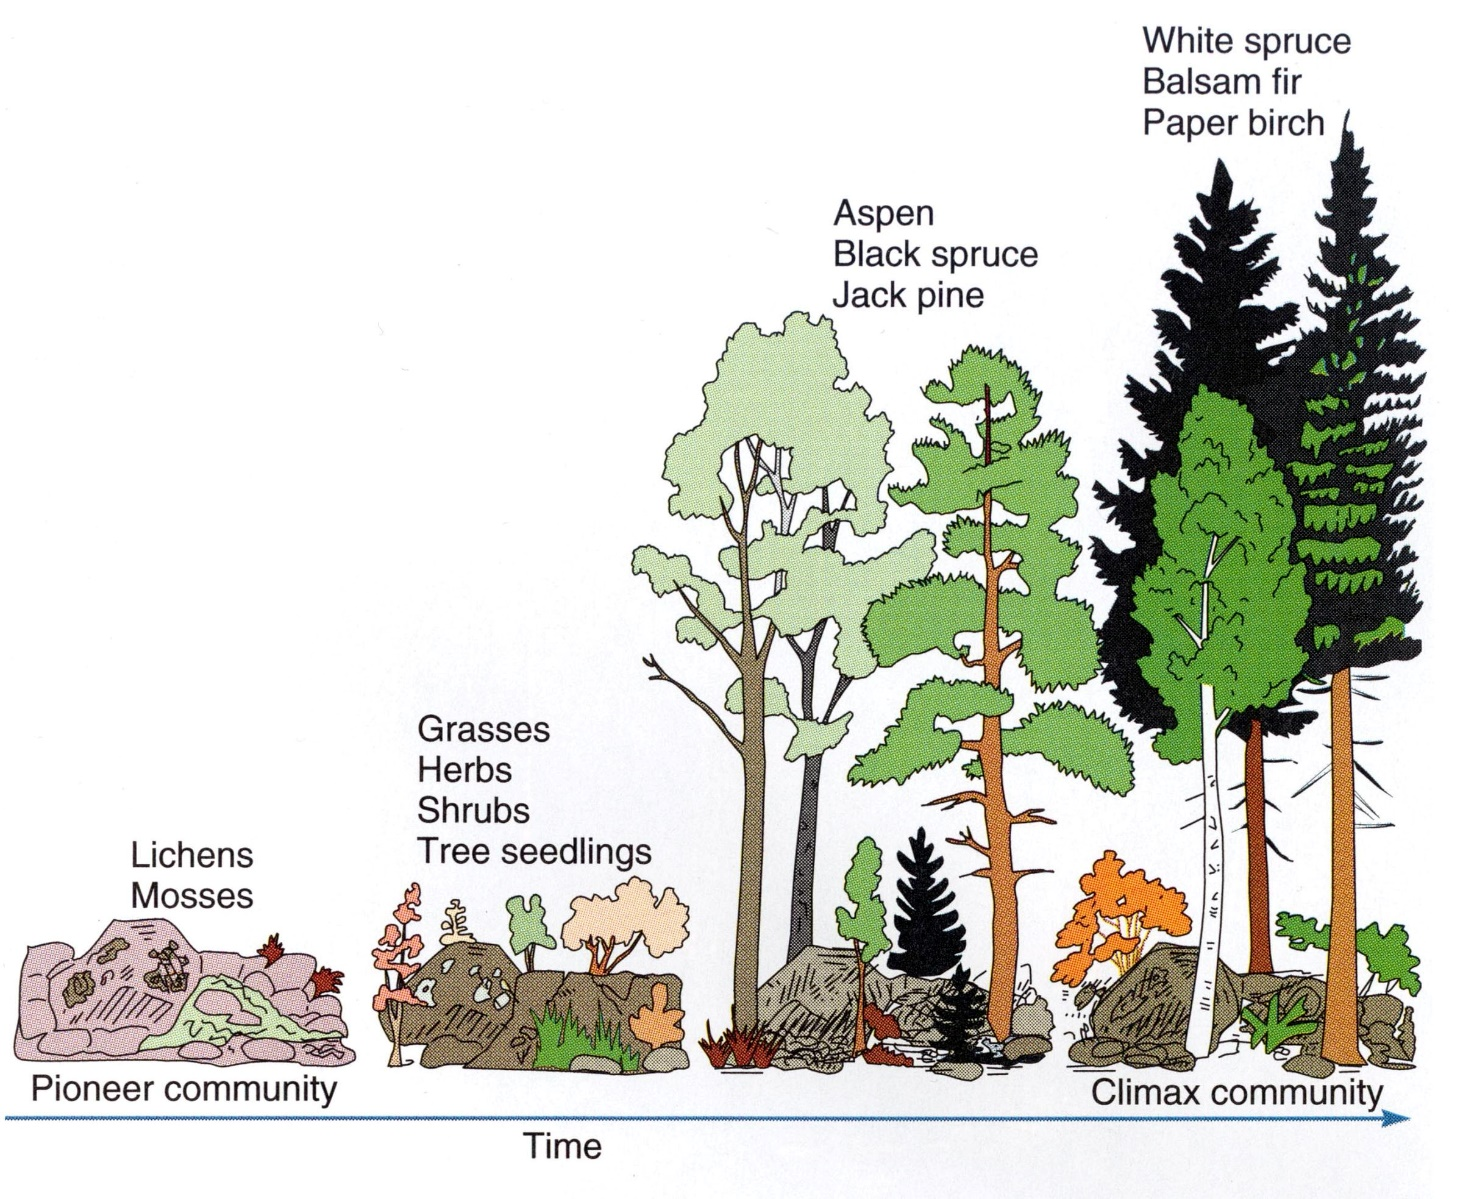 White spruce
Balsam fir
Paper birch
Aspen
Black spruce
Jack pine
Grasses
Herbs
Shrubs
Tree seedlings
Lichens
Mosses
Pioneer community
Climax community
Time